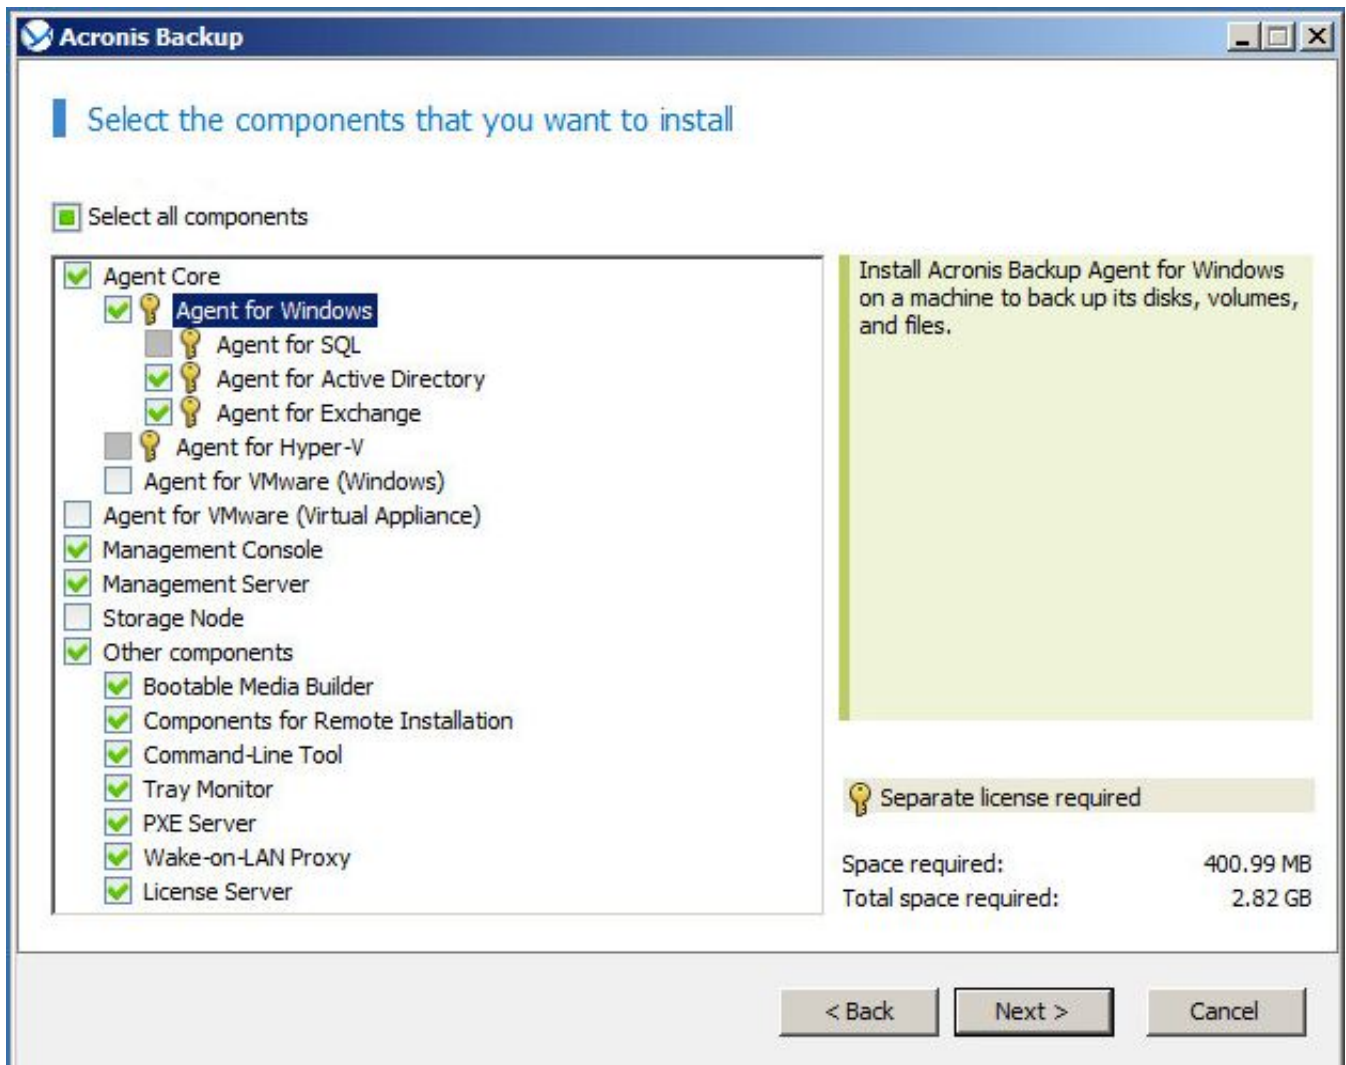 Acronis Backup
Select the components that you want to install
Select all components
Agent Core
Agent for Windows
Agent for SQL
Agent for Active Directory
Agent for Exchange
Agent for Hyper-V
Agent for VMware (Windows)
Agent for VMware (Virtual Appliance)
Management Console
Management Server
Storage Node
Other components
Bootable Media Builder
Components for Remote Installation
Command-Line Tool
Tray Monitor
PXE Server
Wake-on-LAN Proxy
License Server
Install Acronis Backup Agent for Windows
on a machine to back up its disks, volumes,
and files.
Separate license required
Space required: 400.99 MB
Total space required: 2.82 GB
< Back Next > Cancel